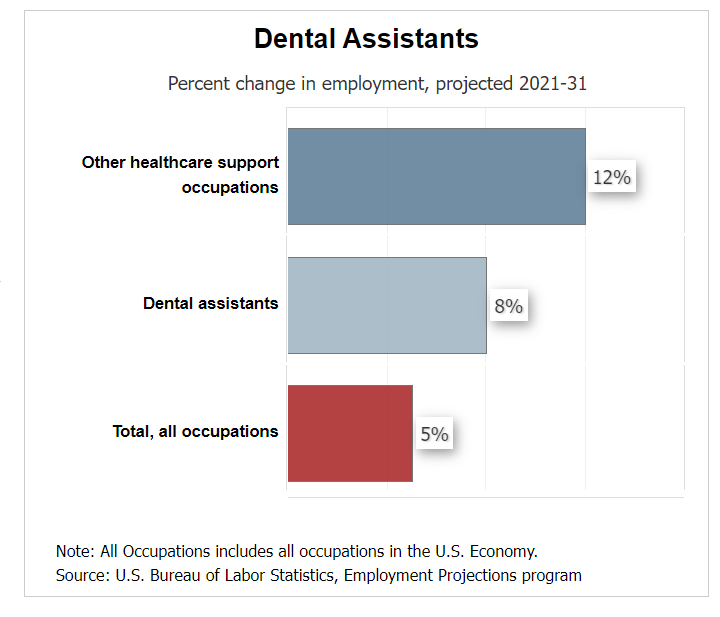 Dental Assistants
Percent change in employment, projected 2021-31
Other healthcare support
occupations
12%
Dental assistants
8%
Total, all occupations
5%
Note: All Occupations includes all occupations in the U.S. Economy.
Source: U.S. Bureau of Labor Statistics, Employment Projections program